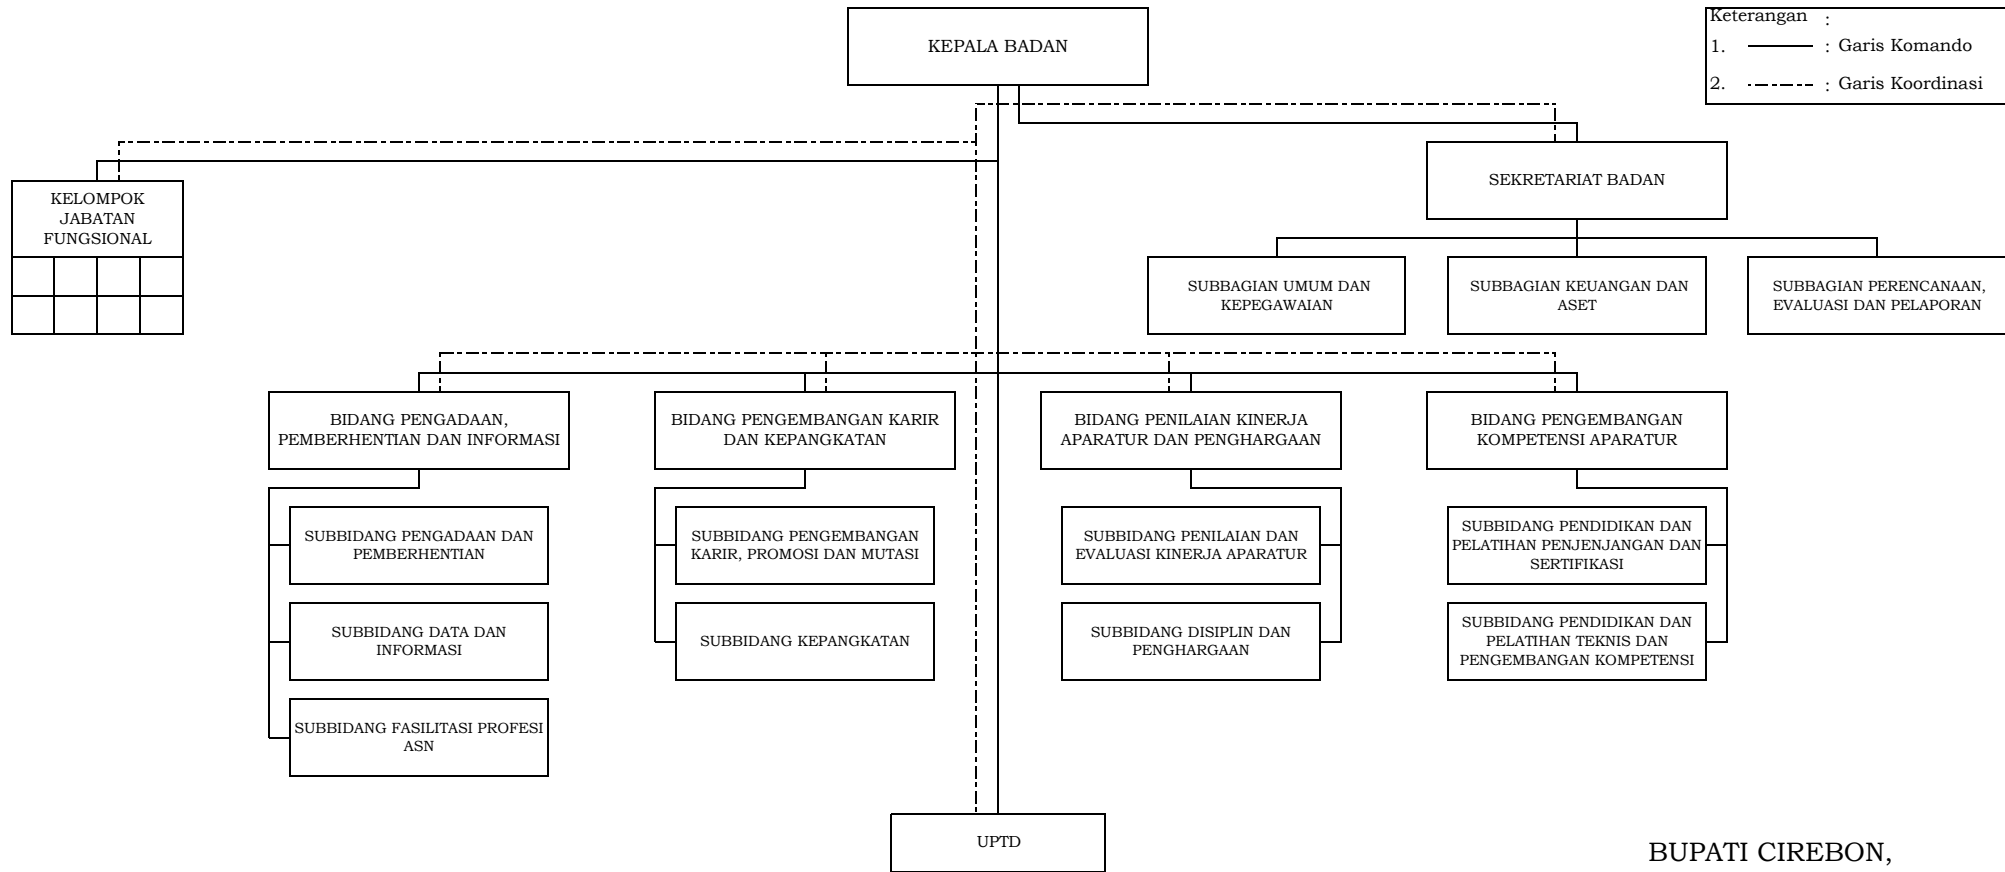 KEPALA BADAN
Keterangan :
1. : Garis Komando
2. : Garis Koordinasi
SEKRETARIAT BADAN
KELOMPOK
JABATAN
FUNGSIONAL
SUBBAGIAN UMUM DAN
KEPEGAWAIAN
SUBBAGIAN KEUANGAN DAN
ASET
SUBBAGIAN PERENCANAAN,
EVALUASI DAN PELAPORAN
BIDANG PENGADAAN,
PEMBERHENTIAN DAN INFORMASI
BIDANG PENGEMBANGAN KARIR
DAN KEPANGKATAN
BIDANG PENILAIAN KINERJA
APARATUR DAN PENGHARGAAN
BIDANG PENGEMBANGAN
KOMPETENSI APARATUR
SUBBIDANG PENGADAAN DAN
PEMBERHENTIAN
SUBBIDANG PENGEMBANGAN
KARIR, PROMOSI DAN MUTASI
SUBBIDANG PENILAIAN DAN
EVALUASI KINERJA APARATUR
SUBBIDANG PENDIDIKAN DAN
PELATIHAN PENJENJANGAN DAN
SERTIFIKASI
SUBBIDANG DATA DAN
INFORMASI
SUBBIDANG KEPANGKATAN
SUBBIDANG DISIPLIN DAN
PENGHARGAAN
SUBBIDANG PENDIDIKAN DAN
PELATIHAN TEKNIS DAN
PENGEMBANGAN KOMPETENSI
SUBBIDANG FASILITASI PROFESI
ASN
UPTD
BUPATI CIREBON,